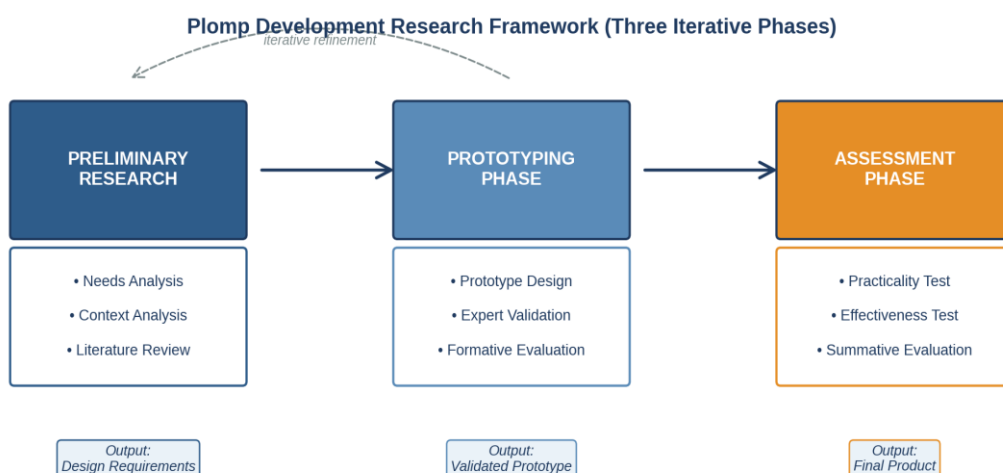 Plomp Development Research Framework (Three Iterative Phases)
iterative refinement
PRELIMINARY
RESEARCH
• Needs Analysis
• Context Analysis
• Literature Review
Output:
Design Requirements
PROTOTYPING
PHASE
• Prototype Design
• Expert Validation
• Formative Evaluation
Output:
Validated Prototype
ASSESSMENT
PHASE
• Practicality Test
• Effectiveness Test
• Summative Evaluation
Output:
Final Product